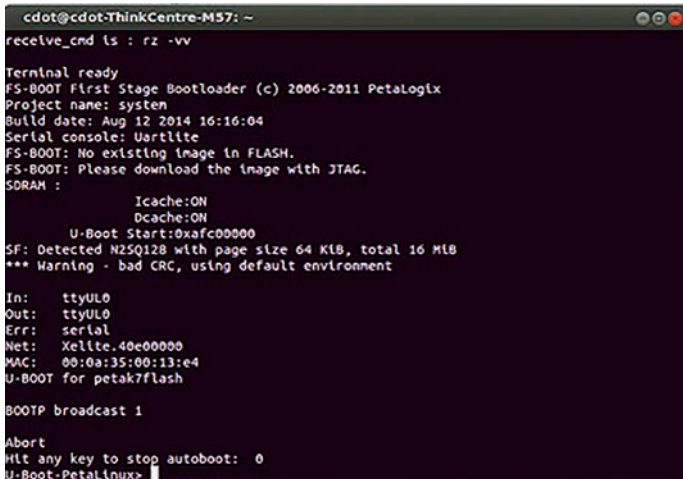 cdot@cdot-ThinkCentre-M57: ~
receive_cmd is : rz -vv
Terminal ready
FS-BOOT First Stage Bootloader (c) 2006-2011 PetaLogix
Project name: system
Build date: Aug 12 2014 16:16:04
Serial console: Uartlite
FS-BOOT: No existing image in FLASH.
FS-BOOT: Please download the image with JTAG.
SDRAM :
Icache:ON
Dcache:ON
U-Boot Start:0xafc00000
SF: Detected N25Q128 with page size 64 KiB, total 16 MiB
*** Warning - bad CRC, using default environment
In: ttyUL0
Out: ttyUL0
Err: serial
Net: Xelite.40e00000
MAC: 00:0a:35:00:13:e4
U-BOOT for petak7flash
BOOTP broadcast 1
Abort
Hit any key to stop autoboot: 0
U-Boot-PetaLinux>